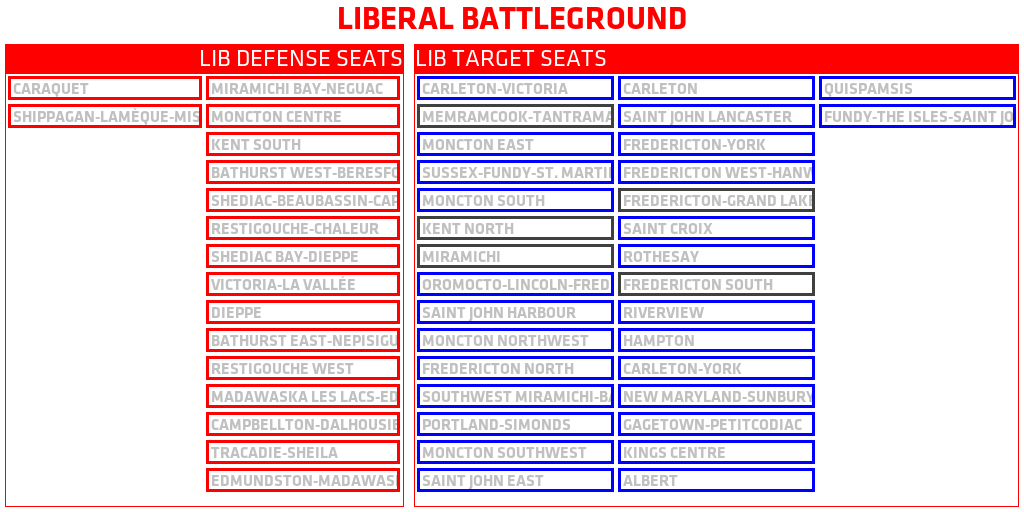 LIBERAL BATTLEGROUND
LIB DEFENSE SEATS
CARAQUET
SHIPPAGAN-LAMÈQUE-MIS
MIRAMICHI BAY-NEGUAC
MONCTON CENTRE
KENT SOUTH
BATHURST WEST-BERESFO
SHEDIAC-BEAUBASSIN-CAP
RESTIGOUCHE-CHALEUR
SHEDIAC BAY-DIEPPE
VICTORIA-LA VALLÉE
DIEPPE
BATHURST EAST-NEPISIGU
RESTIGOUCHE WEST
MADAWASKA LES LACS-ED
CAMPBELLTON-DALHOUSIE
TRACADIE-SHEILA
EDMUNDSTON-MADAWAS
LIB TARGET SEATS
CARLETON-VICTORIA
MEMRAMCOOK-TANTRAMA
MONCTON EAST
SUSSEX-FUNDY-ST. MARTI
MONCTON SOUTH
KENT NORTH
MIRAMICHI
OROMOCTO-LINCOLN-FRED
SAINT JOHN HARBOUR
MONCTON NORTHWEST
FREDERICTON NORTH
SOUTHWEST MIRAMICHI-BA
PORTLAND-SIMONDS
MONCTON SOUTHWEST
SAINT JOHN EAST
CARLETON
SAINT JOHN LANCASTER
FREDERICTON-YORK
FREDERICTON WEST-HANW
FREDERICTON-GRAND LAKE
SAINT CROIX
ROTHESAY
FREDERICTON SOUTH
RIVERVIEW
HAMPTON
CARLETON-YORK
NEW MARYLAND-SUNBURY
GAGETOWN-PETITCODIAC
KINGS CENTRE
ALBERT
QUISPAMSIS
FUNDY-THE ISLES-SAINT JO